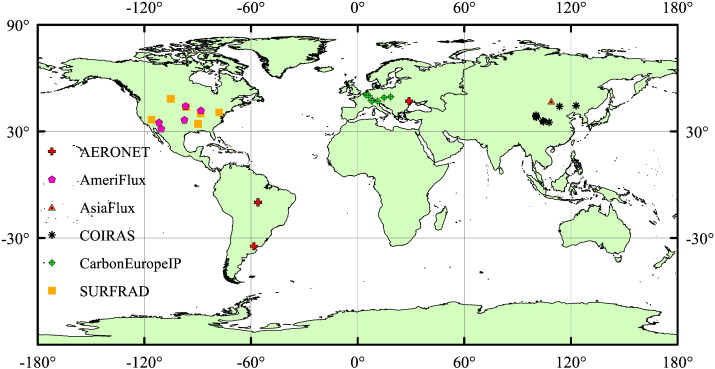 -120° -60° 0° 60° 120° 180°
90° 90°
30° 30°
AERONET
AmeriFlux
AsiaFlux
COIRAS
-30° -30°
CarbonEuropeIP
SURFRAD
-180° -120° -60° 0° 60° 120° 180°